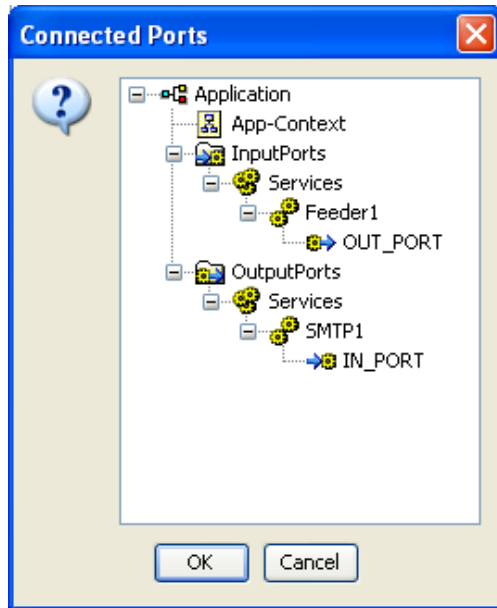 Connected Ports
Application
App-Context
InputPorts
Services
Feeder1
OUT_PORT
OutputPorts
Services
SMTP1
IN_PORT
OK
Cancel